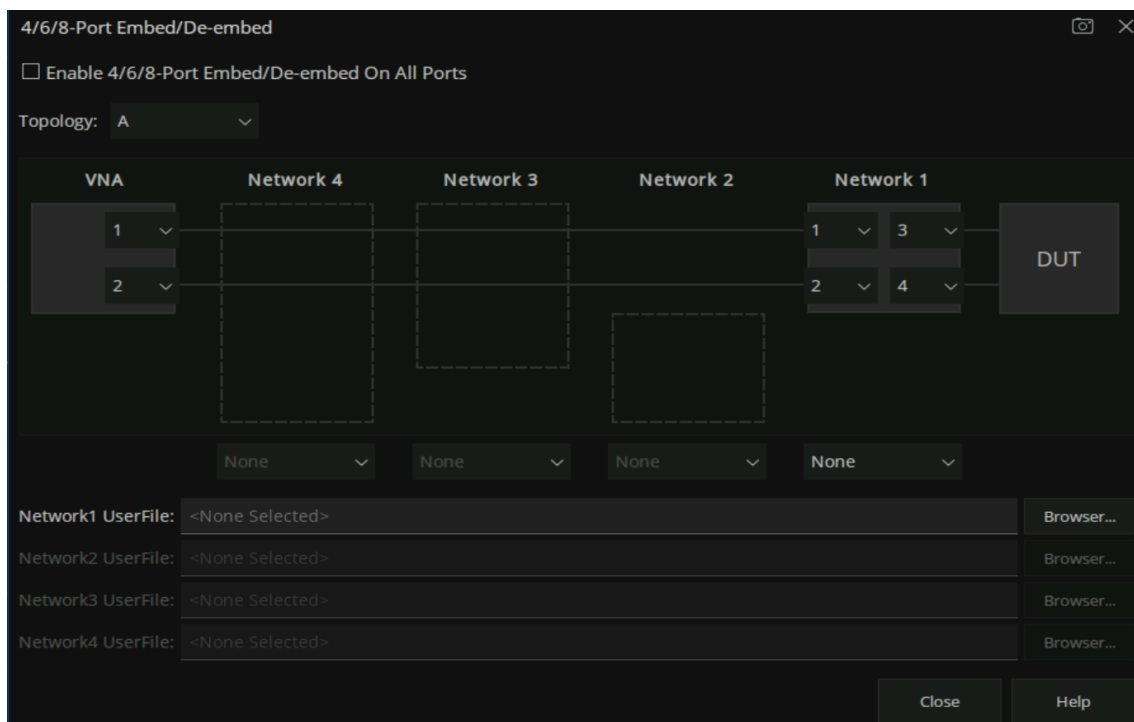 4/6/8-Port Embed/De-embed
Enable 4/6/8-Port Embed/De-embed On All Ports
Topology: A
VNA Network 4 Network 3 Network 2 Network 1
1 1 3
DUT
2 2 4
None None None None
Network1 UserFile: <None Selected> Browser...
Network2 UserFile: <None Selected> Browser...
Network3 UserFile: <None Selected> Browser...
Network4 UserFile: <None Selected> Browser...
Close Help